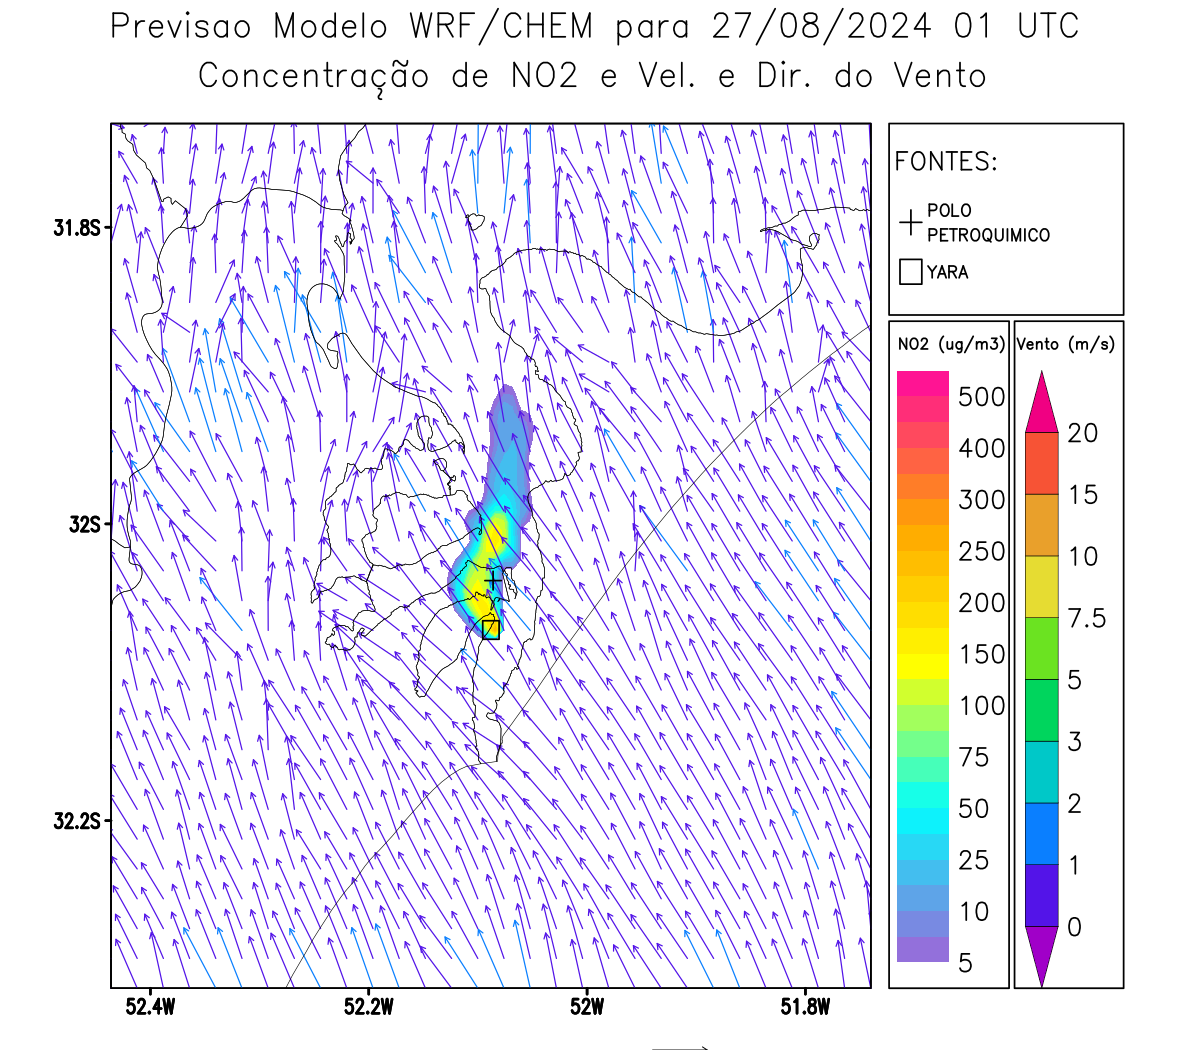 Previsao Modelo WRF/CHEM para 27/08/2024 01 UTC
Concentração de NO2 e Vel. e Dir. do Vento
FONTES:
POLO
PETROQUIMICO
YARA
NO2 (ug/m3)
500
400
300
250
200
150
100
75
50
25
10
5
Vento (m/s)
20
15
10
7.5
5
3
2
1
0
31.8S
32S
32.2S
52.4W
52.2W
52W
51.8W